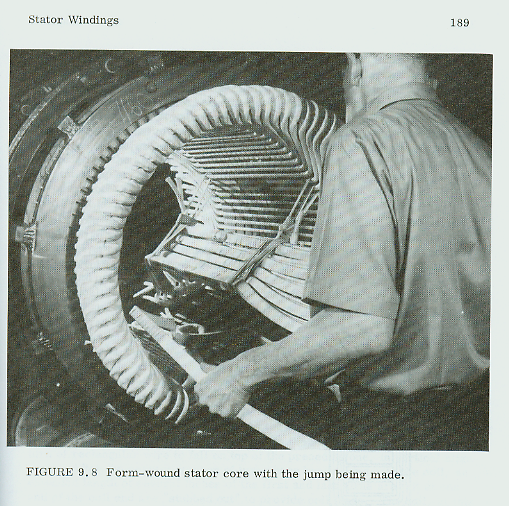 Stator Windings
189
FIGURE 9.8 Form-wound stator core with the jump being made.